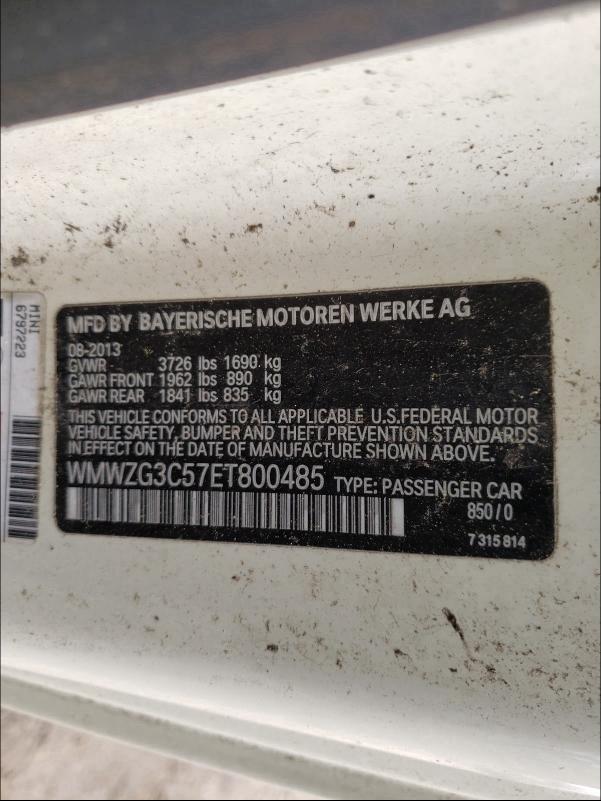 MINI
6797223
MFD BY BAYERISCHE MOTOREN WERKE AG
08-2013
GVWR 3726 lbs 1690 kg
GAWR FRONT 1962 lbs 890 kg
GAWR REAR 1841 lbs 835 kg
THIS VEHICLE CONFORMS TO ALL APPLICABLE U.S.FEDERAL MOTOR
VEHICLE SAFETY, BUMPER AND THEFT PREVENTION STANDARDS
IN EFFECT ON THE DATE OF MANUFACTURE SHOWN ABOVE.
WMWZG3C57ET800485 TYPE: PASSENGER CAR
850/0
7 315 814